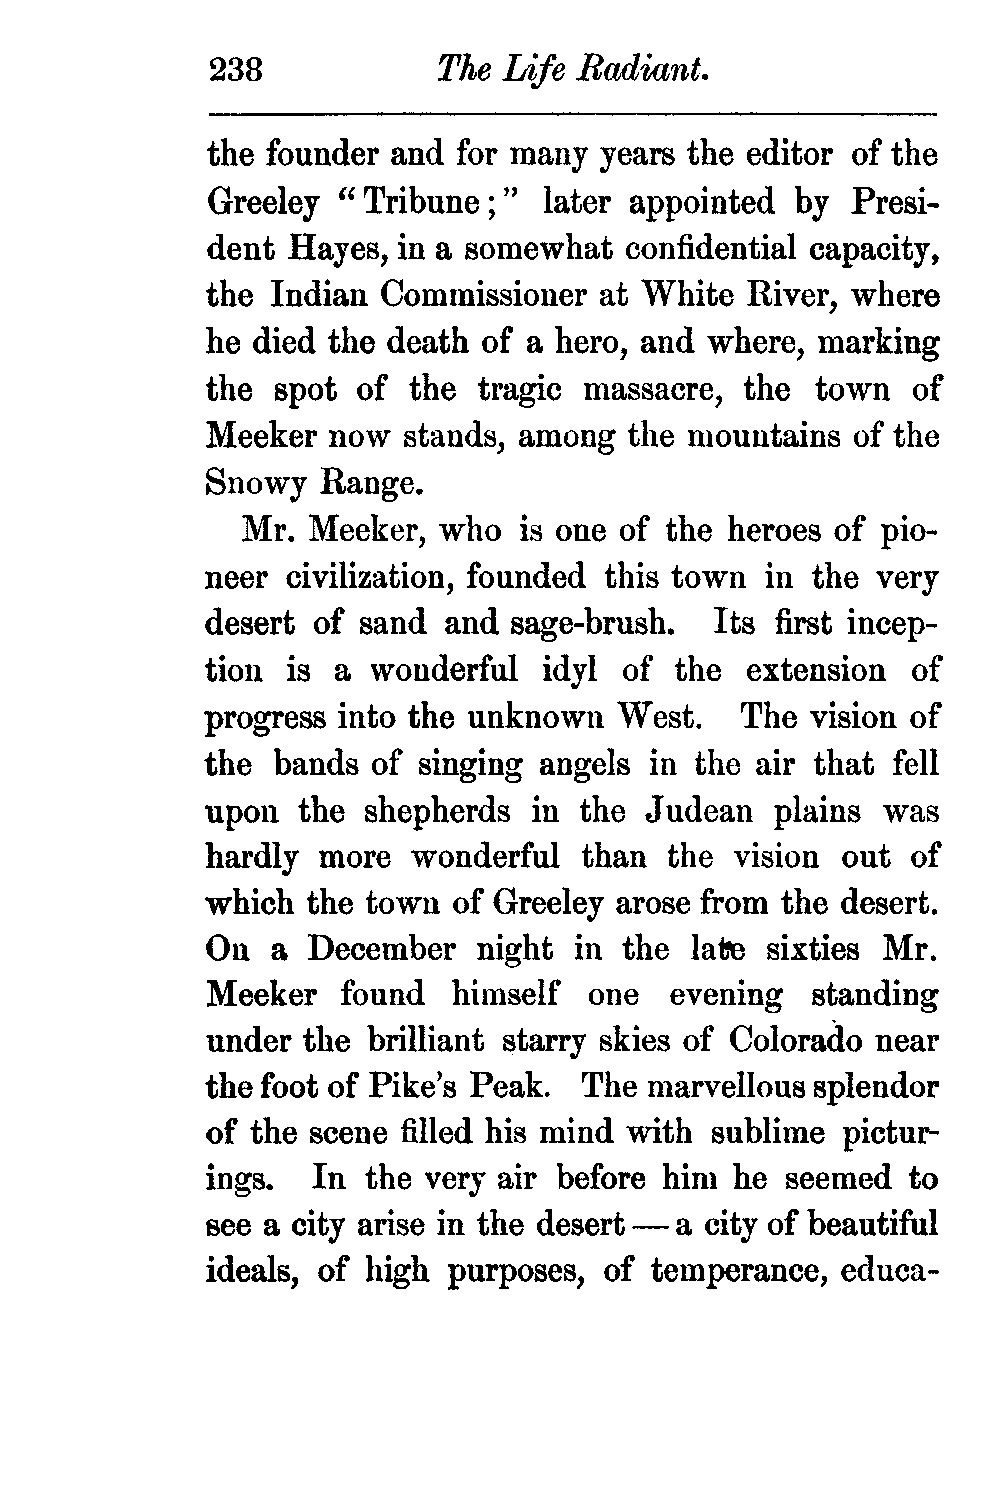 238 The Life Radiant.
the founder and for many years the editor of the
Greeley “Tribune;” later appointed by Presi-
dent Hayes, in a somewhat confidential capacity,
the Indian Commissioner at White River, where
he died the death of a hero, and where, marking
the spot of the tragic massacre, the town of
Meeker now stands, among the mountains of the
Snowy Range.
Mr. Meeker, who is one of the heroes of pio-
neer civilization, founded this town in the very
desert of sand and sage-brush. Its first incep-
tion is a wonderful idyl of the extension of
progress into the unknown West. The vision of
the bands of singing angels in the air that fell
upon the shepherds in the Judean plains was
hardly more wonderful than the vision out of
which the town of Greeley arose from the desert.
On a December night in the late sixties Mr.
Meeker found himself one evening standing
under the brilliant starry skies of Colorado near
the foot of Pike’s Peak. The marvellous splendor
of the scene filled his mind with sublime pictur-
ings. In the very air before him he seemed to
see a city arise in the desert — a city of beautiful
ideals, of high purposes, of temperance, educa-